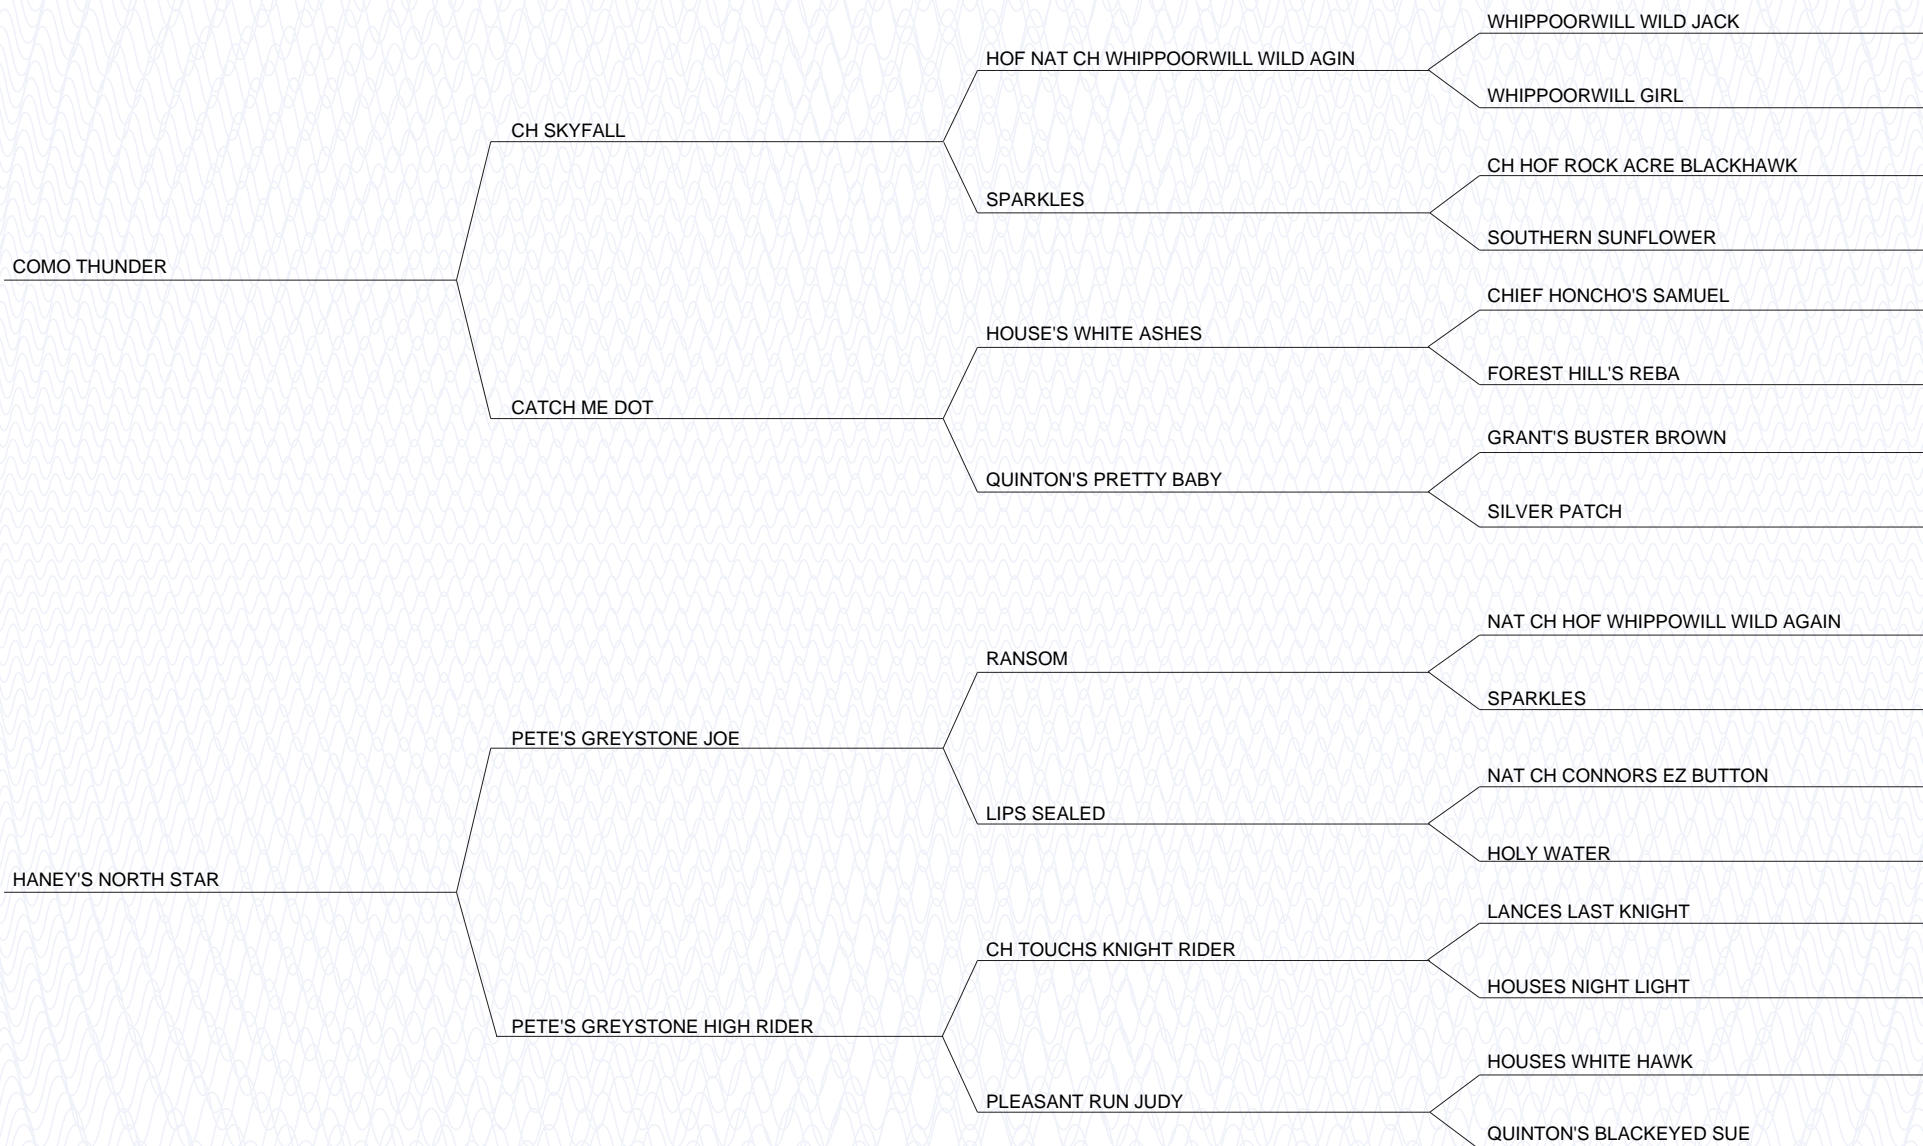 WHIPPOORWILL WILD JACK
HOF NAT CH WHIPPOORWILL WILD AGIN
WHIPPOORWILL GIRL
CH SKYFALL
CH HOF ROCK ACRE BLACKHAWK
SPARKLES
SOUTHERN SUNFLOWER
COMO THUNDER
CHIEF HONCHO'S SAMUEL
HOUSE'S WHITE ASHES
FOREST HILL'S REBA
CATCH ME DOT
GRANT'S BUSTER BROWN
QUINTON'S PRETTY BABY
SILVER PATCH
NAT CH HOF WHIPPOWILL WILD AGAIN
RANSOM
SPARKLES
PETE'S GREYSTONE JOE
NAT CH CONNORS EZ BUTTON
LIPS SEALED
HOLY WATER
HANEY'S NORTH STAR
LANCES LAST KNIGHT
CH TOUCHS KNIGHT RIDER
HOUSES NIGHT LIGHT
PETE'S GREYSTONE HIGH RIDER
HOUSES WHITE HAWK
PLEASANT RUN JUDY
QUINTON'S BLACKEYED SUE